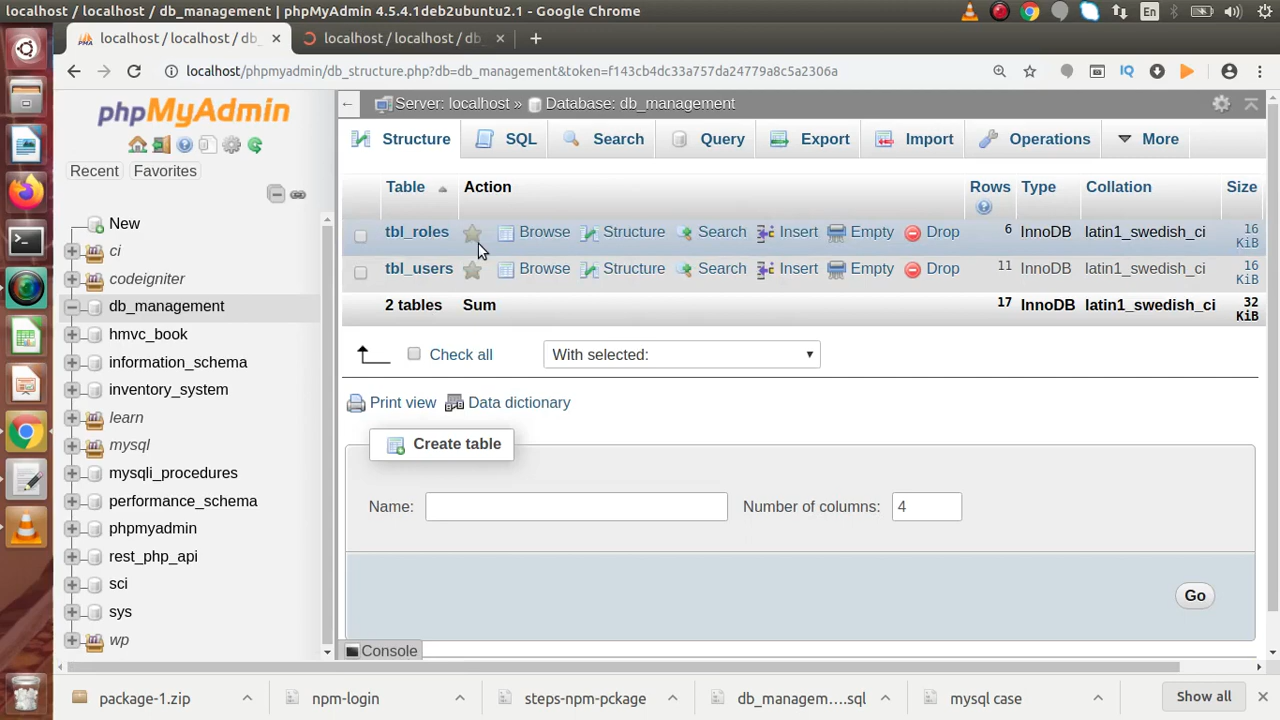 localhost / localhost / db_management | phpMyAdmin 4.5.4.1deb2ubuntu2.1 - Google Chrome
En
localhost / localhost / db_
localhost / localhost / db_
localhost/phpmyadmin/db_structure.php?db=db_management&token=f143cb4dc33a757da24779a8c5a2306a
IQ
phpMyAdmin
Recent
Favorites
New
ci
codeigniter
db_management
hmvc_book
information_schema
inventory_system
learn
mysql
mysqli_procedures
performance_schema
phpmyadmin
rest_php_api
sci
sys
wp
Server: localhost » Database: db_management
Structure SQL Search Query Export Import Operations More
Table Action Rows Type Collation Size
tbl_roles Browse Structure Search Insert Empty Drop 6 InnoDB latin1_swedish_ci 16 KiB
tbl_users Browse Structure Search Insert Empty Drop 11 InnoDB latin1_swedish_ci 16 KiB
2 tables Sum 17 InnoDB latin1_swedish_ci 32 KiB
Check all With selected:
Print view Data dictionary
Create table
Name: Number of columns: 4
Go
Console
package-1.zip npm-login steps-npm-pckage db_managem....sql mysql case Show all